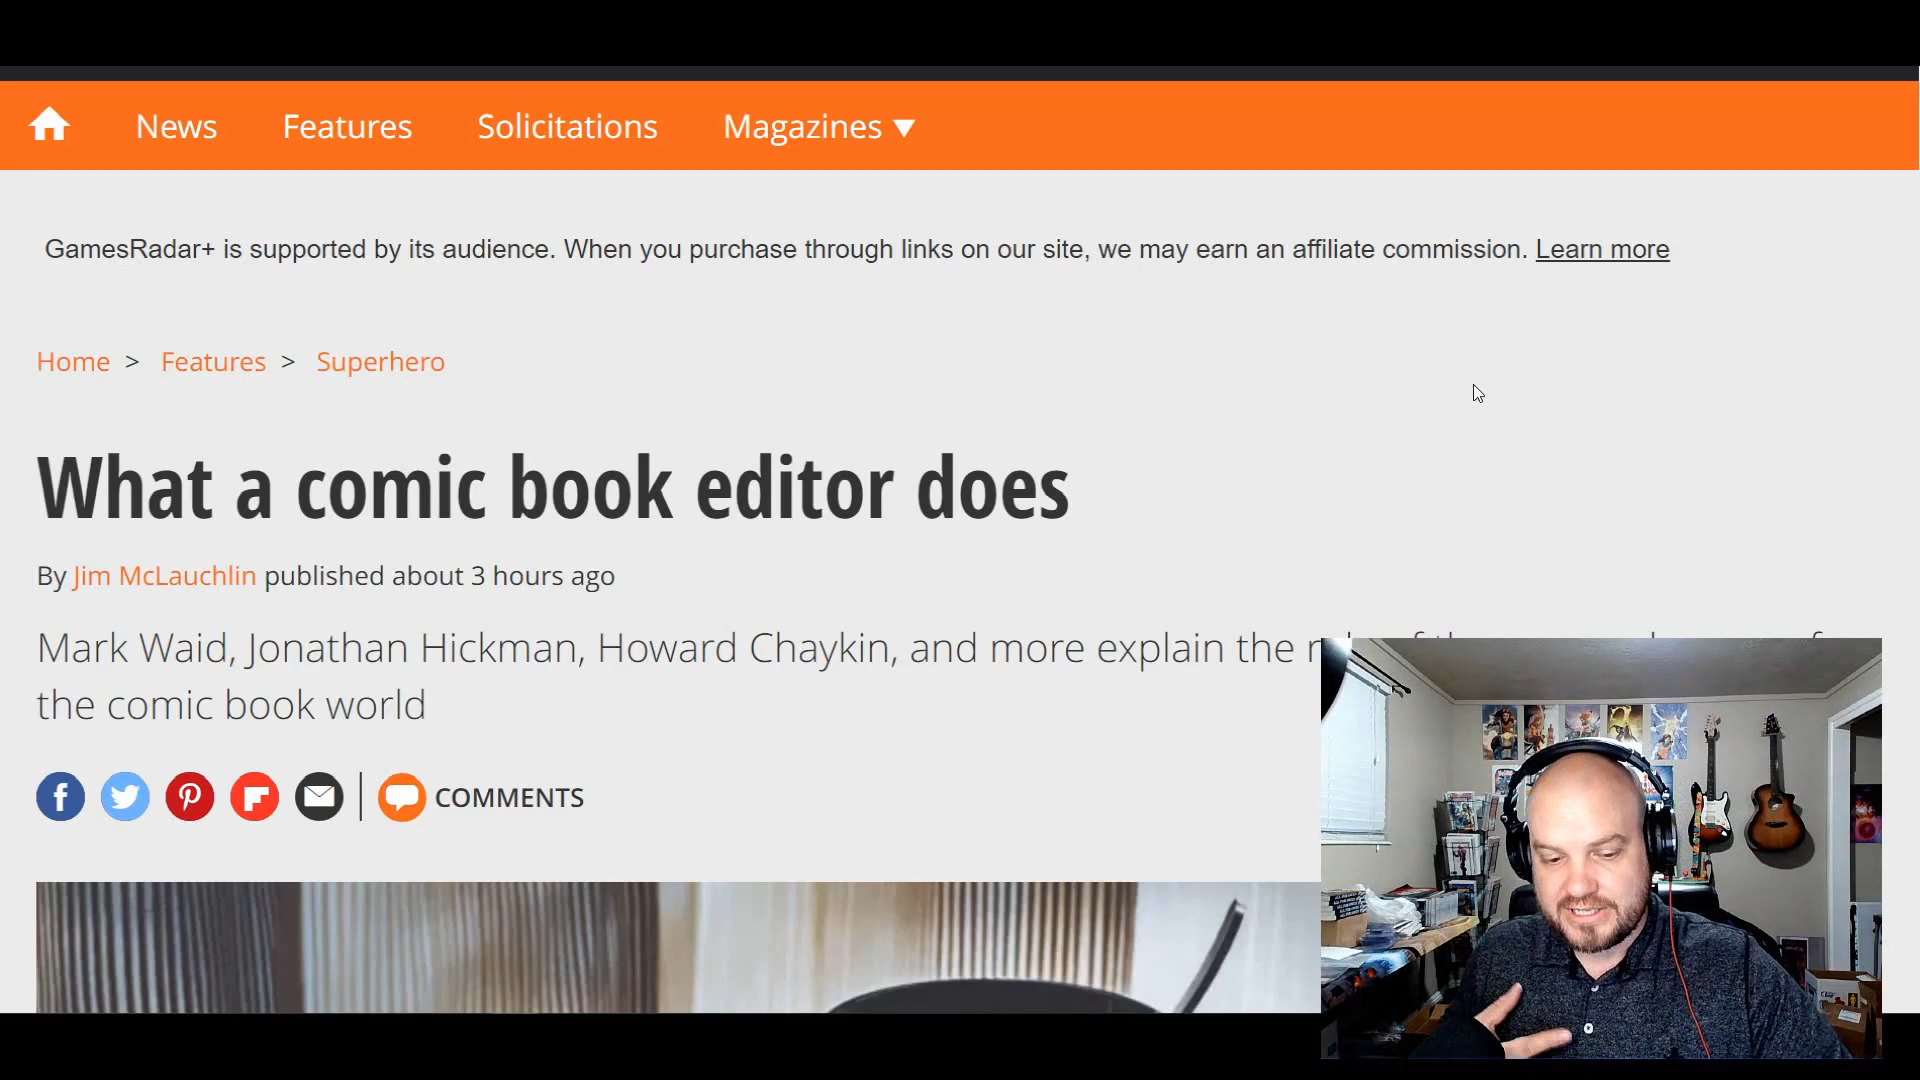 News Features Solicitations Magazines ▼
GamesRadar+ is supported by its audience. When you purchase through links on our site, we may earn an affiliate commission. Learn more
Home > Features > Superhero
What a comic book editor does
By Jim McLauchlin published about 3 hours ago
Mark Waid, Jonathan Hickman, Howard Chaykin, and more explain the
the comic book world
COMMENTS